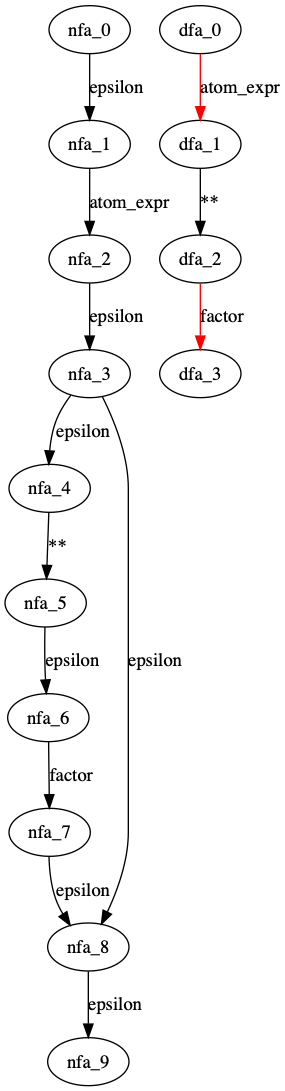 nfa_0 dfa_0
epsilon atom_expr
nfa_1 dfa_1
atom_expr **
nfa_2 dfa_2
epsilon factor
nfa_3 dfa_3
epsilon
nfa_4
**
nfa_5
epsilon epsilon
nfa_6
factor
nfa_7
epsilon
nfa_8
epsilon
nfa_9